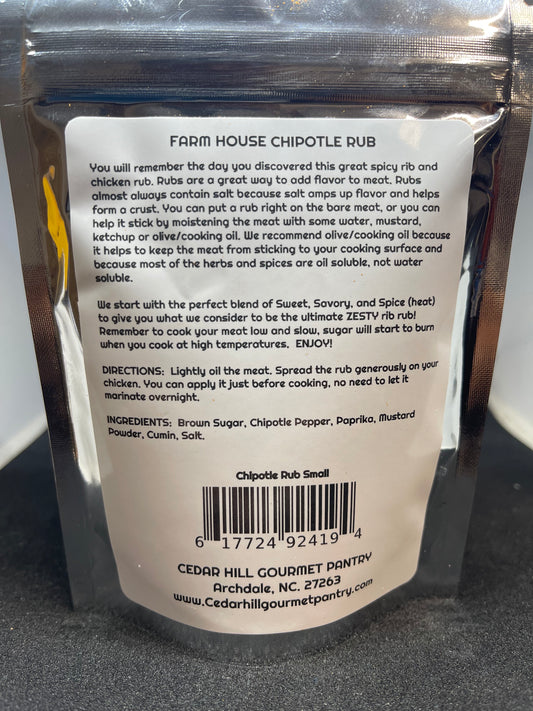 FARM HOUSE CHIPOTLE RUB
You will remember the day you discovered this great spicy rib and
chicken rub. Rubs are a great way to add flavor to meat. Rubs
almost always contain salt because salt amps up flavor and helps
form a crust. You can put a rub right on the bare meat, or you can
help it stick by moistening the meat with some water, mustard,
ketchup or olive/cooking oil. We recommend olive/cooking oil because
it helps to keep the meat from sticking to your cooking surface and
because most of the herbs and spices are oil soluble, not water
soluble.
We start with the perfect blend of Sweet, Savory, and Spice (heat)
to give you what we consider to be the ultimate ZESTY rib rub!
Remember to cook your meat low and slow, sugar will start to burn
when you cook at high temperatures. ENJOY!
DIRECTIONS: Lightly oil the meat. Spread the rub generously on your
chicken. You can apply it just before cooking, no need to let it
marinate overnight.
INGREDIENTS: Brown Sugar, Chipotle Pepper, Paprika, Mustard
Powder, Cumin, Salt.
Chipotle Rub Small
6 17724 92419 4
CEDAR HILL GOURMET PANTRY
Archdale, NC. 27263
www.Cedarhillgourmetpantry.com